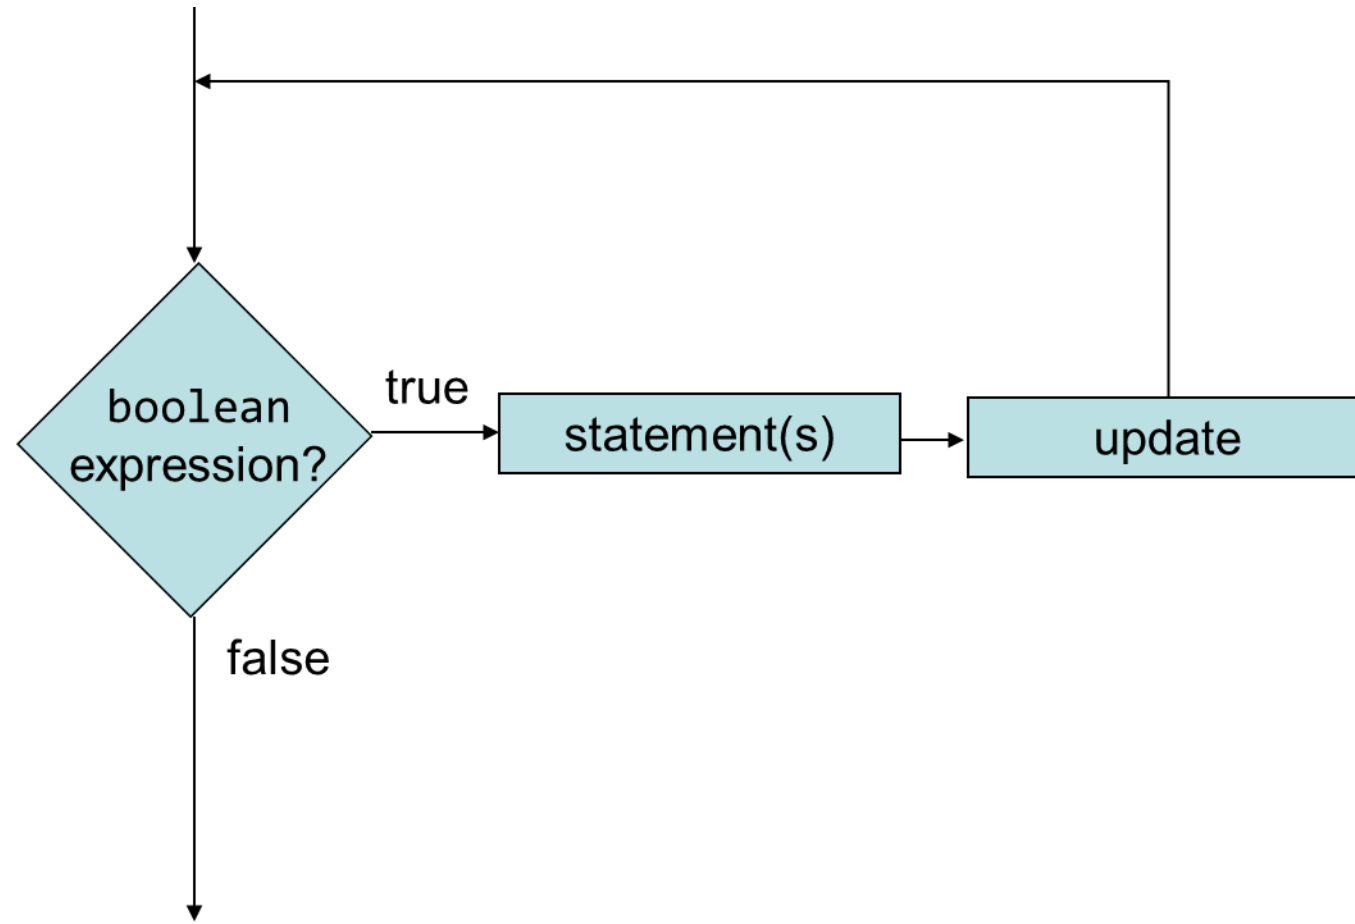 true
boolean
expression?
statement(s)
update
false